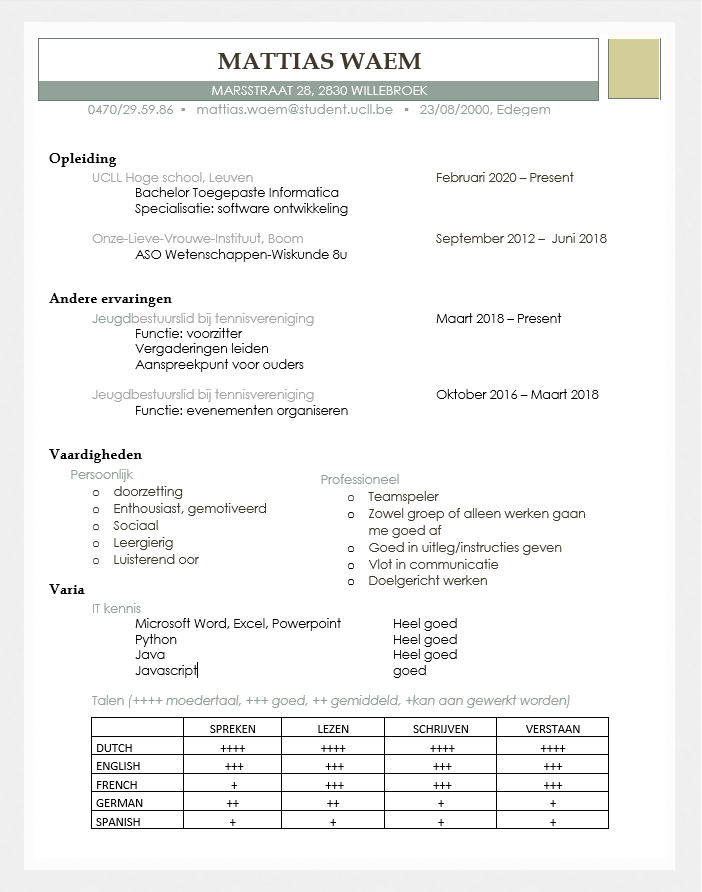 MATTIAS WAEM
MARSSTRAAT 28, 2830 WILLEBROEK
0470/29.59.86 ▪ mattias.waem@student.ucll.be ▪ 23/08/2000, Edegem
Opleiding
UCLL Hoge school, Leuven Februari 2020 – Present
Bachelor Toegepaste Informatica
Specialisatie: software ontwikkeling
Onze-Lieve-Vrouwe-Instituut, Boom September 2012 – Juni 2018
ASO Wetenschappen-Wiskunde 8u
Andere ervaringen
Jeugdbestuurslid bij tennisvereniging Maart 2018 – Present
Functie: voorzitter
Vergaderingen leiden
Aanspreekpunt voor ouders
Jeugdbestuurslid bij tennisvereniging Oktober 2016 – Maart 2018
Functie: evenementen organiseren
Vaardigheden
Persoonlijk
o doorzetting
o Enthousiast, gemotiveerd
o Sociaal
o Leergierig
o Luisterend oor
Professioneel
o Teamspeler
o Zowel groep of alleen werken gaan
me goed af
o Goed in uitleg/instructies geven
o Vlot in communicatie
o Doelgericht werken
Varia
IT kennis
Microsoft Word, Excel, Powerpoint Heel goed
Python Heel goed
Java Heel goed
Javascript goed
Talen (++++ moedertaal, +++ goed, ++ gemiddeld, +kan aan gewerkt worden)
SPREKEN LEZEN SCHRIJVEN VERSTAAN
DUTCH ++++ ++++ ++++ ++++
ENGLISH +++ +++ +++ +++
FRENCH + +++ +++ +++
GERMAN ++ ++ + +
SPANISH + + + +